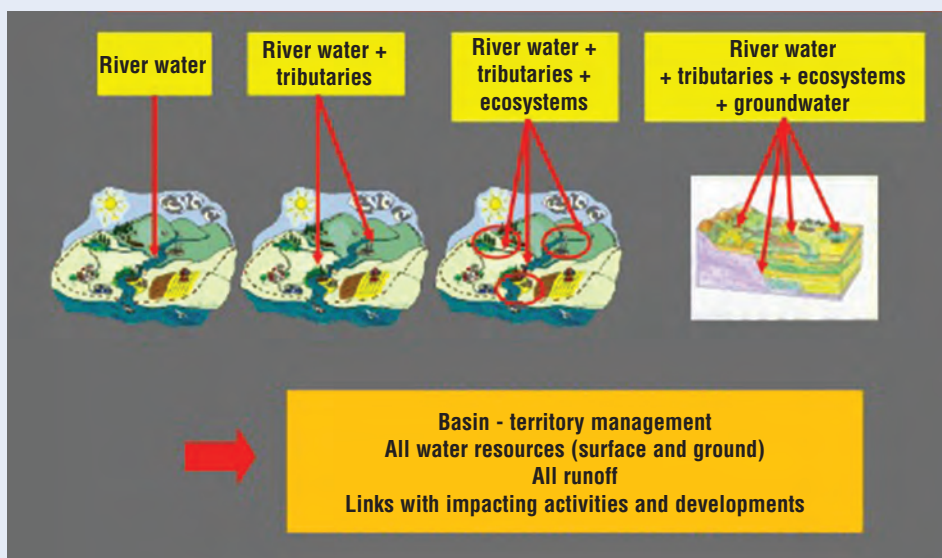 River water
River water +
tributaries
River water +
tributaries +
ecosystems
River water
+ tributaries + ecosystems
+ groundwater
Basin - territory management
All water resources (surface and ground)
All runoff
Links with impacting activities and developments